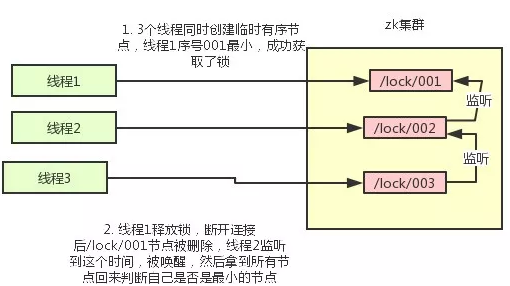 1. 3个线程同时创建临时有序节
点，线程1序号001最小，成功获
取了锁
zk集群
线程1
/lock/001
监听
线程2
/lock/002
监听
线程3
/lock/003
2. 线程1释放锁，断开连接
后/lock/001节点被删除，线程2监听
到这个时间，被唤醒，然后拿到所有节
点回来判断自己是否是最小的节点